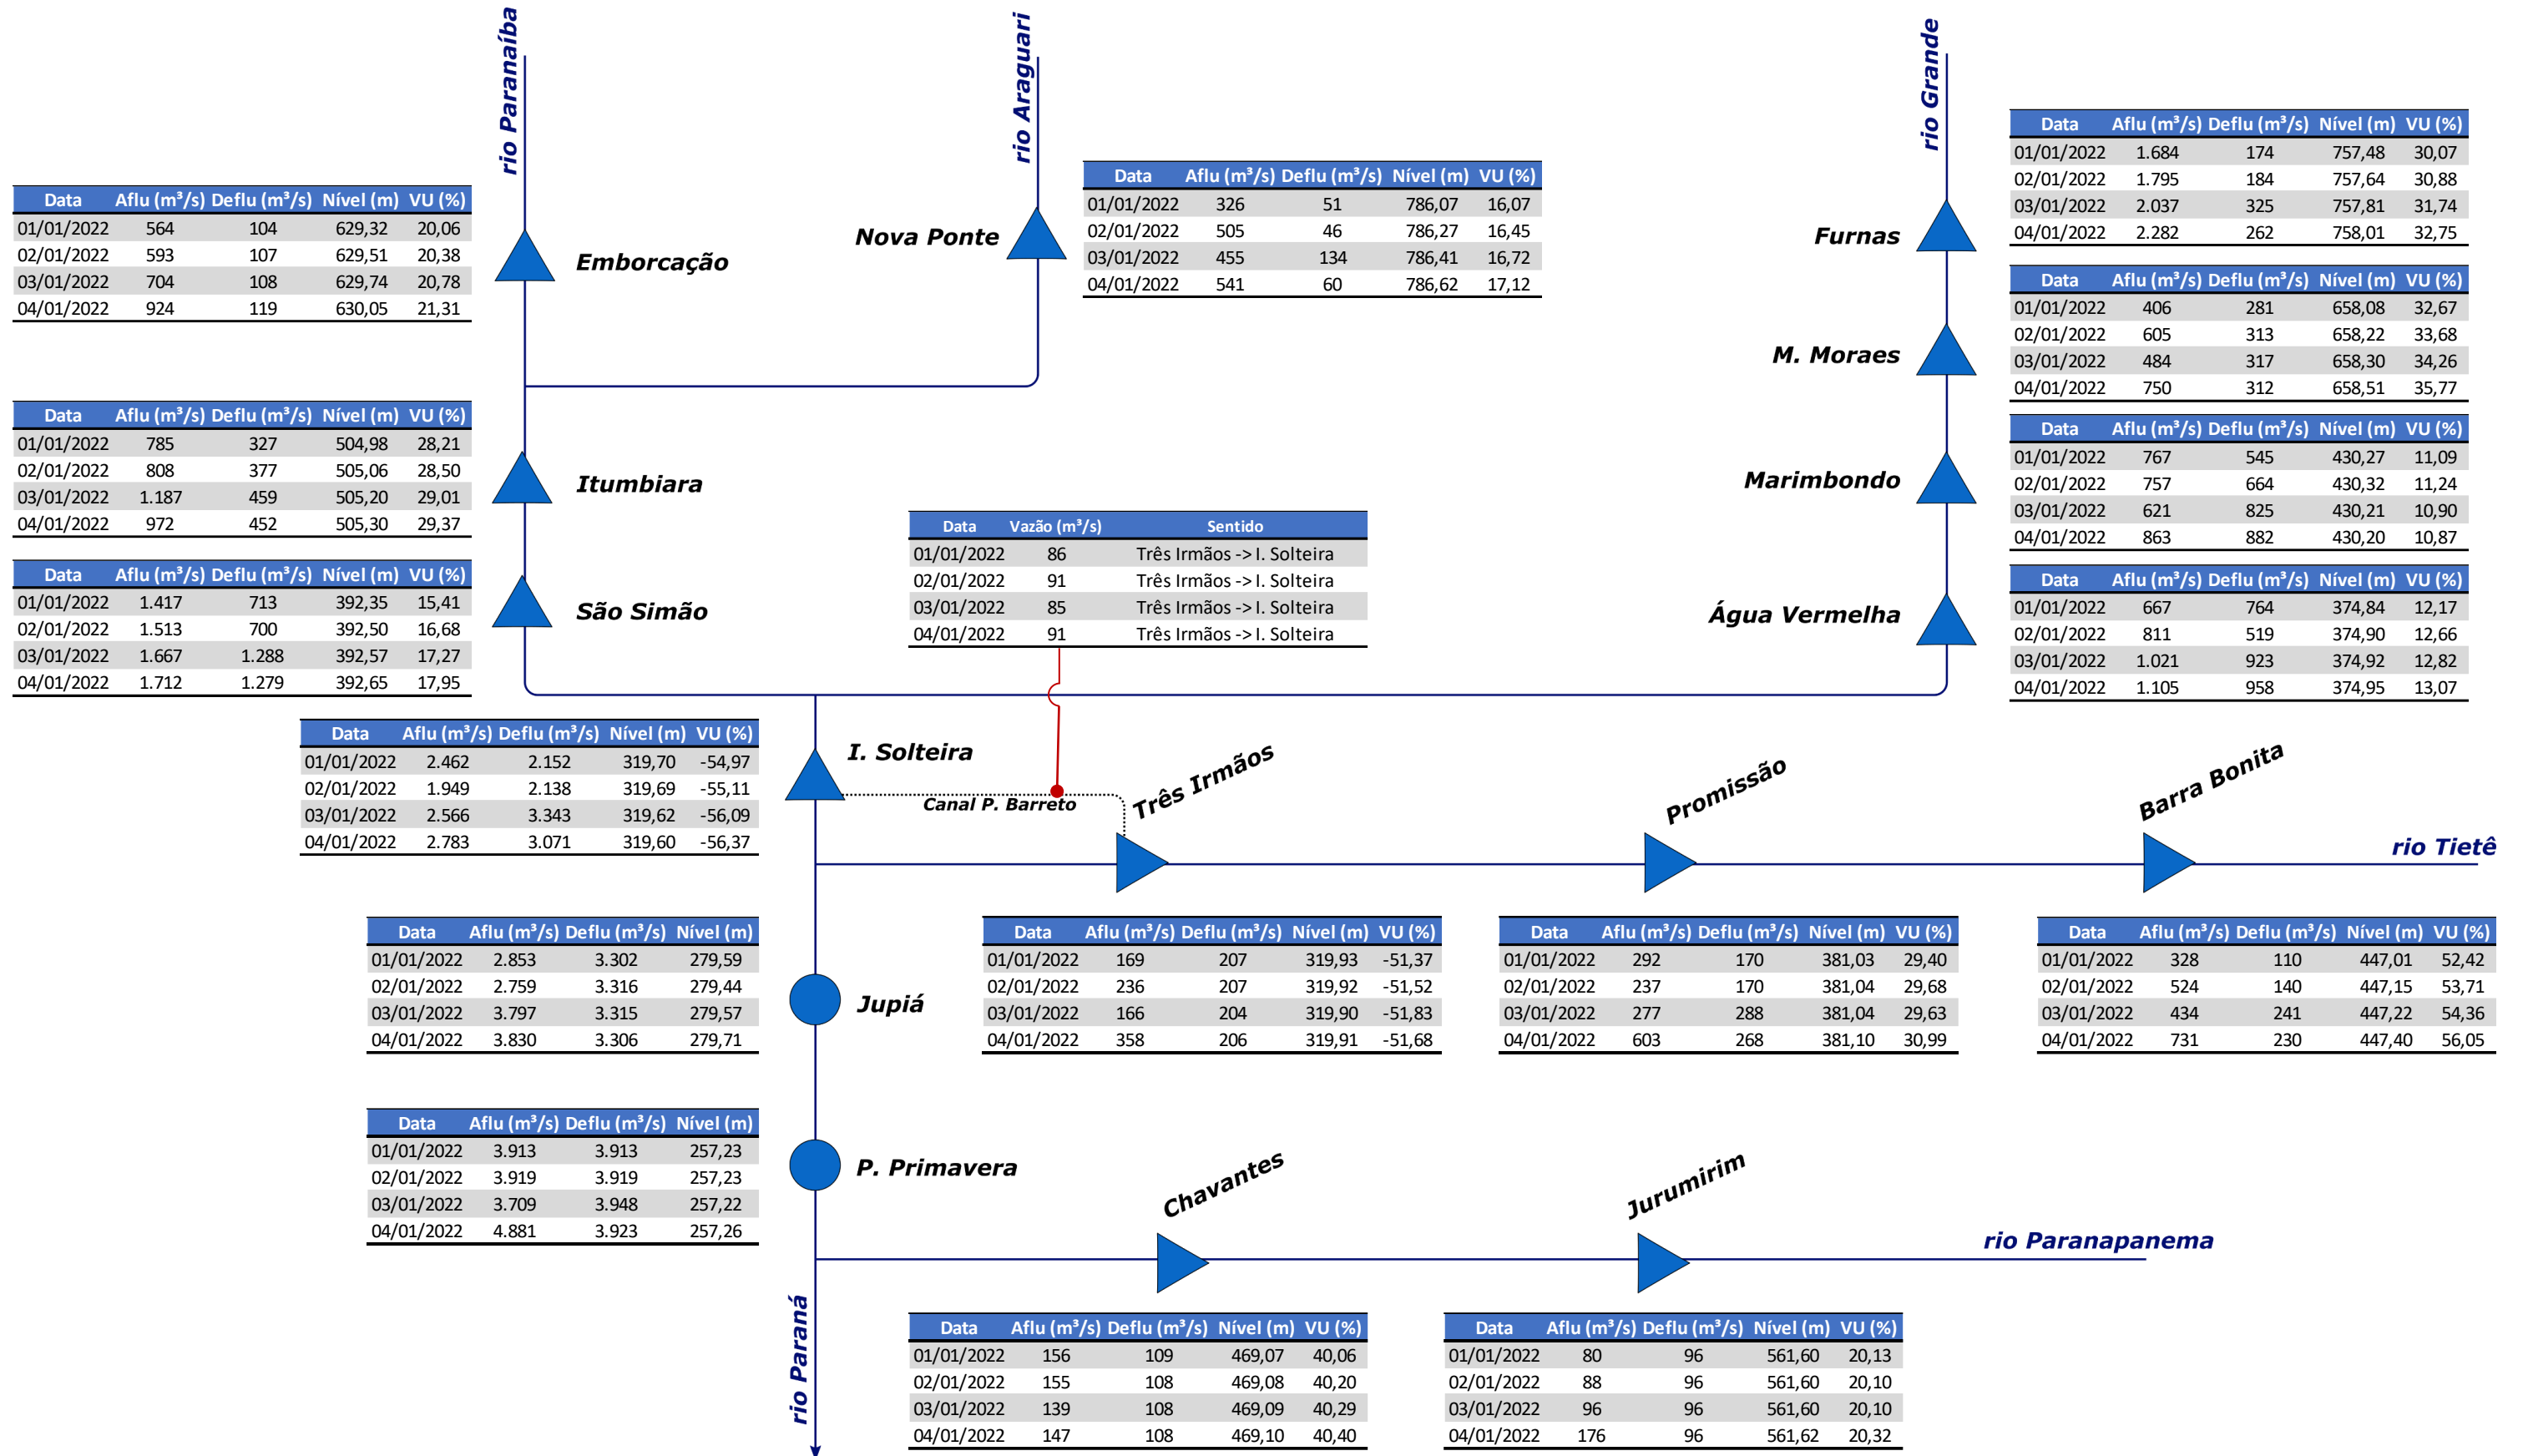 rio Paranaíba
rio Araguari
rio Grande
Data Aflu (m³/s) Deflu (m³/s) Nível (m) VU (%)
01/01/2022 564 104 629,32 20,06
02/01/2022 593 107 629,51 20,38
03/01/2022 704 108 629,74 20,78
04/01/2022 924 119 630,05 21,31
Emborcação
Nova Ponte
Data Aflu (m³/s) Deflu (m³/s) Nível (m) VU (%)
01/01/2022 326 51 786,07 16,07
02/01/2022 505 46 786,27 16,45
03/01/2022 455 134 786,41 16,72
04/01/2022 541 60 786,62 17,12
Furnas
Data Aflu (m³/s) Deflu (m³/s) Nível (m) VU (%)
01/01/2022 1.684 174 757,48 30,07
02/01/2022 1.795 184 757,64 30,88
03/01/2022 2.037 325 757,81 31,74
04/01/2022 2.282 262 758,01 32,75
M. Moraes
Data Aflu (m³/s) Deflu (m³/s) Nível (m) VU (%)
01/01/2022 406 281 658,08 32,67
02/01/2022 605 313 658,22 33,68
03/01/2022 484 317 658,30 34,26
04/01/2022 750 312 658,51 35,77
Data Aflu (m³/s) Deflu (m³/s) Nível (m) VU (%)
01/01/2022 785 327 504,98 28,21
02/01/2022 808 377 505,06 28,50
03/01/2022 1.187 459 505,20 29,01
04/01/2022 972 452 505,30 29,37
Itumbiara
Marimbondo
Data Aflu (m³/s) Deflu (m³/s) Nível (m) VU (%)
01/01/2022 767 545 430,27 11,09
02/01/2022 757 664 430,32 11,24
03/01/2022 621 825 430,21 10,90
04/01/2022 863 882 430,20 10,87
Data Aflu (m³/s) Deflu (m³/s) Nível (m) VU (%)
01/01/2022 1.417 713 392,35 15,41
02/01/2022 1.513 700 392,50 16,68
03/01/2022 1.667 1.288 392,57 17,27
04/01/2022 1.712 1.279 392,65 17,95
São Simão
Data Vazão (m³/s) Sentido
01/01/2022 86 Três Irmãos -> I. Solteira
02/01/2022 91 Três Irmãos -> I. Solteira
03/01/2022 85 Três Irmãos -> I. Solteira
04/01/2022 91 Três Irmãos -> I. Solteira
Água Vermelha
Data Aflu (m³/s) Deflu (m³/s) Nível (m) VU (%)
01/01/2022 667 764 374,84 12,17
02/01/2022 811 519 374,90 12,66
03/01/2022 1.021 923 374,92 12,82
04/01/2022 1.105 958 374,95 13,07
Data Aflu (m³/s) Deflu (m³/s) Nível (m) VU (%)
01/01/2022 2.462 2.152 319,70 -54,97
02/01/2022 1.949 2.138 319,69 -55,11
03/01/2022 2.566 3.343 319,62 -56,09
04/01/2022 2.783 3.071 319,60 -56,37
I. Solteira
Canal P. Barreto
Três Irmãos
Promissão
Barra Bonita
rio Tietê
Data Aflu (m³/s) Deflu (m³/s) Nível (m)
01/01/2022 2.853 3.302 279,59
02/01/2022 2.759 3.316 279,44
03/01/2022 3.797 3.315 279,57
04/01/2022 3.830 3.306 279,71
Jupiá
Data Aflu (m³/s) Deflu (m³/s) Nível (m) VU (%)
01/01/2022 169 207 319,93 -51,37
02/01/2022 236 207 319,92 -51,52
03/01/2022 166 204 319,90 -51,83
04/01/2022 358 206 319,91 -51,68
Data Aflu (m³/s) Deflu (m³/s) Nível (m) VU (%)
01/01/2022 292 170 381,03 29,40
02/01/2022 237 170 381,04 29,68
03/01/2022 277 288 381,04 29,63
04/01/2022 603 268 381,10 30,99
Data Aflu (m³/s) Deflu (m³/s) Nível (m) VU (%)
01/01/2022 328 110 447,01 52,42
02/01/2022 524 140 447,15 53,71
03/01/2022 434 241 447,22 54,36
04/01/2022 731 230 447,40 56,05
Data Aflu (m³/s) Deflu (m³/s) Nível (m)
01/01/2022 3.913 3.913 257,23
02/01/2022 3.919 3.919 257,23
03/01/2022 3.709 3.948 257,22
04/01/2022 4.881 3.923 257,26
P. Primavera
Chavantes
Jurumirim
rio Paranapanema
rio Paraná
Data Aflu (m³/s) Deflu (m³/s) Nível (m) VU (%)
01/01/2022 156 109 469,07 40,06
02/01/2022 155 108 469,08 40,20
03/01/2022 139 108 469,09 40,29
04/01/2022 147 108 469,10 40,40
Data Aflu (m³/s) Deflu (m³/s) Nível (m) VU (%)
01/01/2022 80 96 561,60 20,13
02/01/2022 88 96 561,60 20,10
03/01/2022 96 96 561,60 20,10
04/01/2022 176 96 561,62 20,32